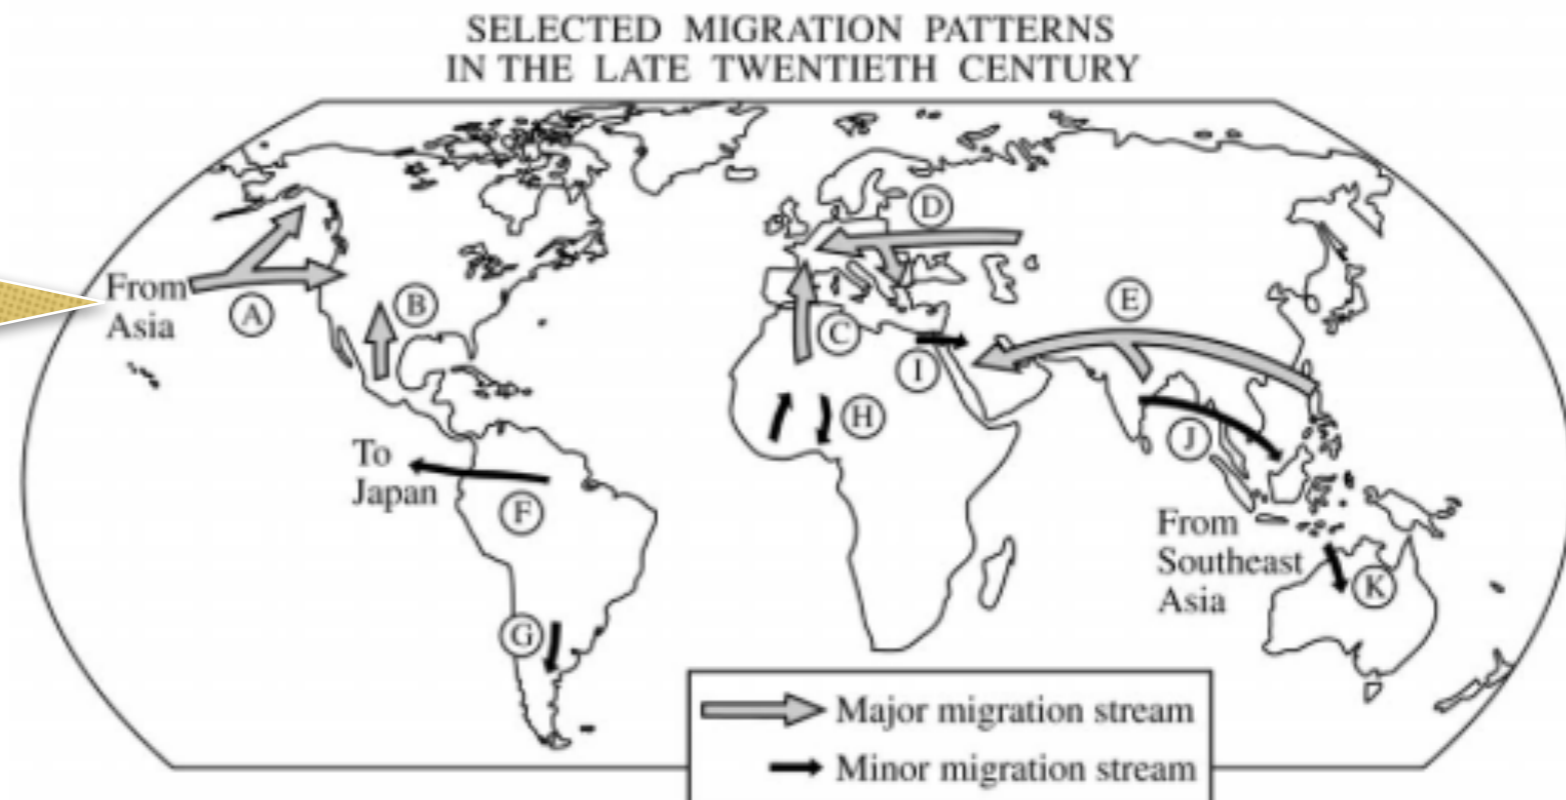 SELECTED MIGRATION PATTERNS
IN THE LATE TWENTIETH CENTURY
From
Asia
A
B
C
D
E
I
H
J
To
Japan
F
From
Southeast
Asia
K
G
Major migration stream
Minor migration stream